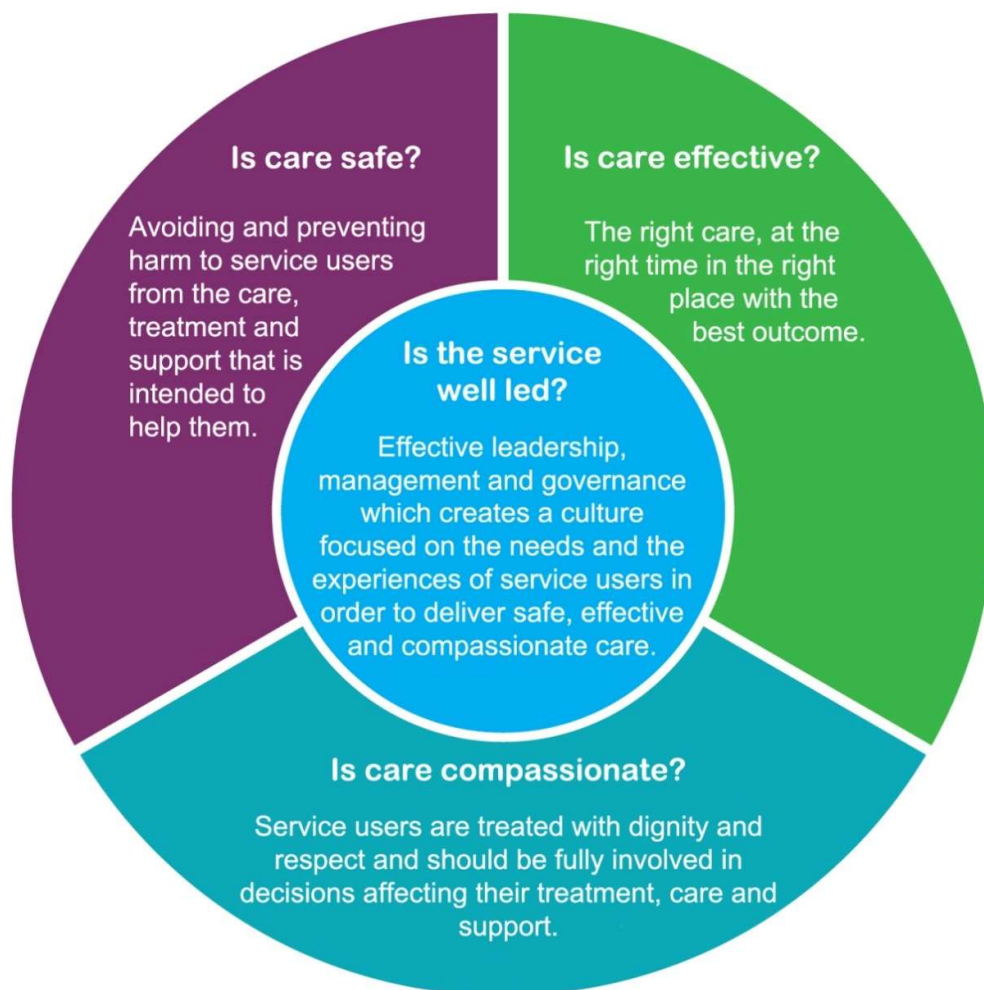 Is care safe?
Avoiding and preventing
harm to service users
from the care,
treatment and
support that is
intended to
help them.
Is care effective?
The right care, at the
right time in the right
place with the
best outcome.
Is the service
well led?
Effective leadership,
management and governance
which creates a culture
focused on the needs and the
experiences of service users in
order to deliver safe, effective
and compassionate care.
Is care compassionate?
Service users are treated with dignity and
respect and should be fully involved in
decisions affecting their treatment, care and
support.